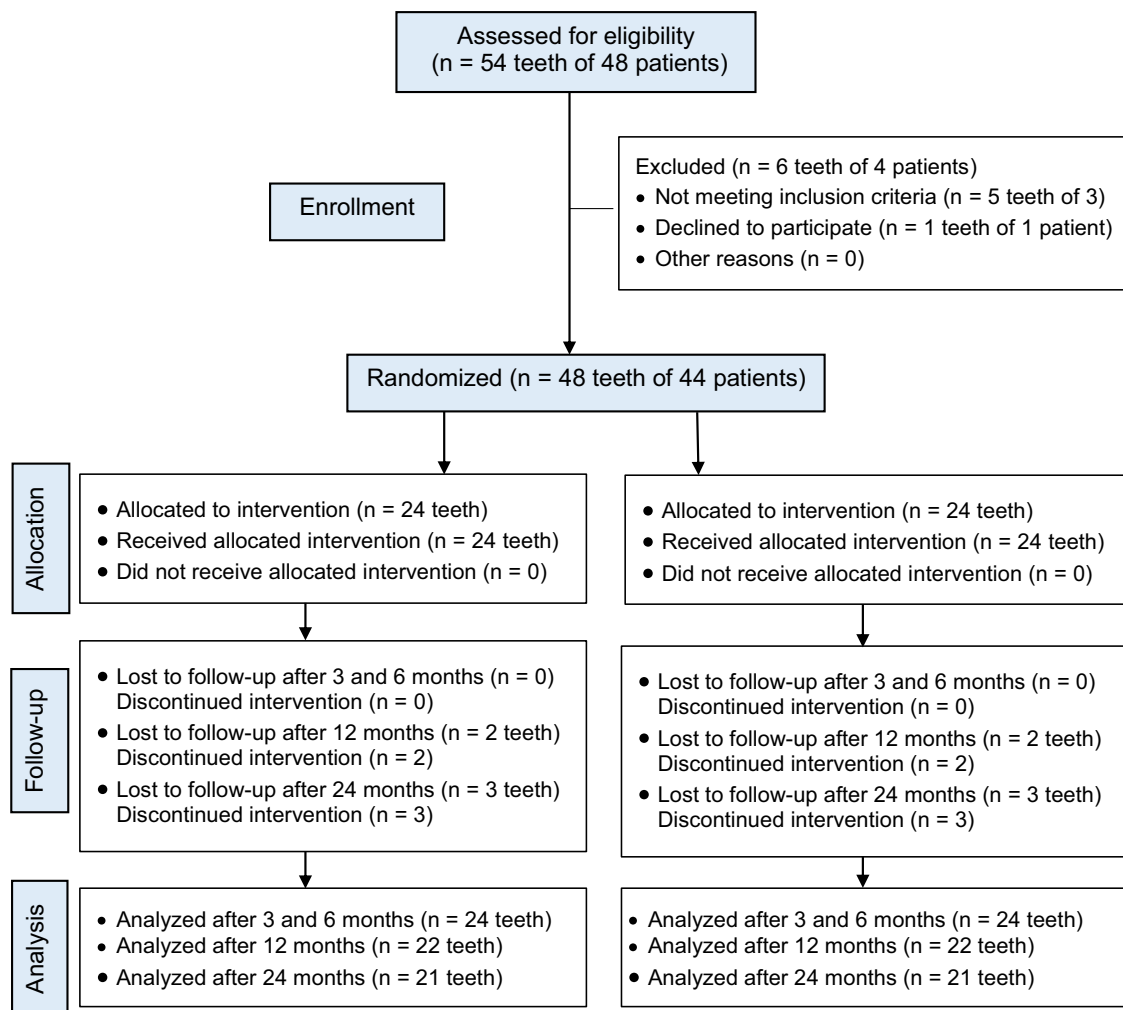 Assessed for eligibility
(n = 54 teeth of 48 patients)
Enrollment
Excluded (n = 6 teeth of 4 patients)
• Not meeting inclusion criteria (n = 5 teeth of 3)
• Declined to participate (n = 1 teeth of 1 patient)
• Other reasons (n = 0)
Randomized (n = 48 teeth of 44 patients)
Allocation
• Allocated to intervention (n = 24 teeth)
• Received allocated intervention (n = 24 teeth)
• Did not receive allocated intervention (n = 0)
• Allocated to intervention (n = 24 teeth)
• Received allocated intervention (n = 24 teeth)
• Did not receive allocated intervention (n = 0)
Follow-up
• Lost to follow-up after 3 and 6 months (n = 0)
Discontinued intervention (n = 0)
• Lost to follow-up after 12 months (n = 2 teeth)
Discontinued intervention (n = 2)
• Lost to follow-up after 24 months (n = 3 teeth)
Discontinued intervention (n = 3)
• Lost to follow-up after 3 and 6 months (n = 0)
Discontinued intervention (n = 0)
• Lost to follow-up after 12 months (n = 2 teeth)
Discontinued intervention (n = 2)
• Lost to follow-up after 24 months (n = 3 teeth)
Discontinued intervention (n = 3)
Analysis
• Analyzed after 3 and 6 months (n = 24 teeth)
• Analyzed after 12 months (n = 22 teeth)
• Analyzed after 24 months (n = 21 teeth)
• Analyzed after 3 and 6 months (n = 24 teeth)
• Analyzed after 12 months (n = 22 teeth)
• Analyzed after 24 months (n = 21 teeth)